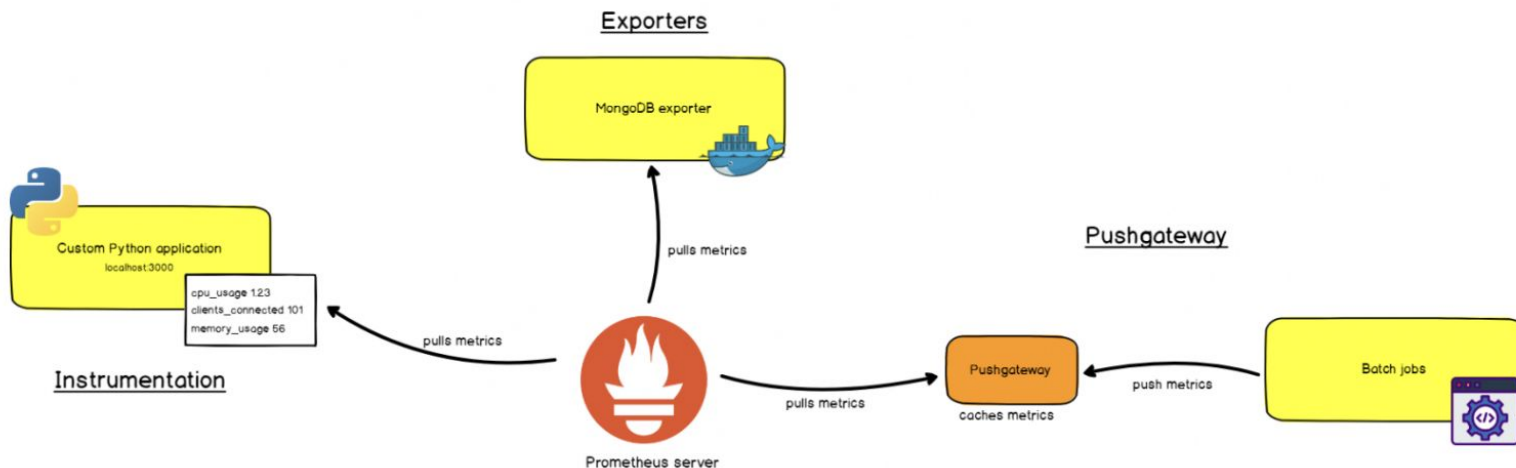 Exporters
MongoDB exporter
Custom Python application
localhost:3000
cpu_usage 1.23
clients_connected 101
memory_usage 56
Instrumentation
pulls metrics
pulls metrics
Prometheus server
pulls metrics
Pushgateway
Pushgateway
caches metrics
push metrics
Batch jobs